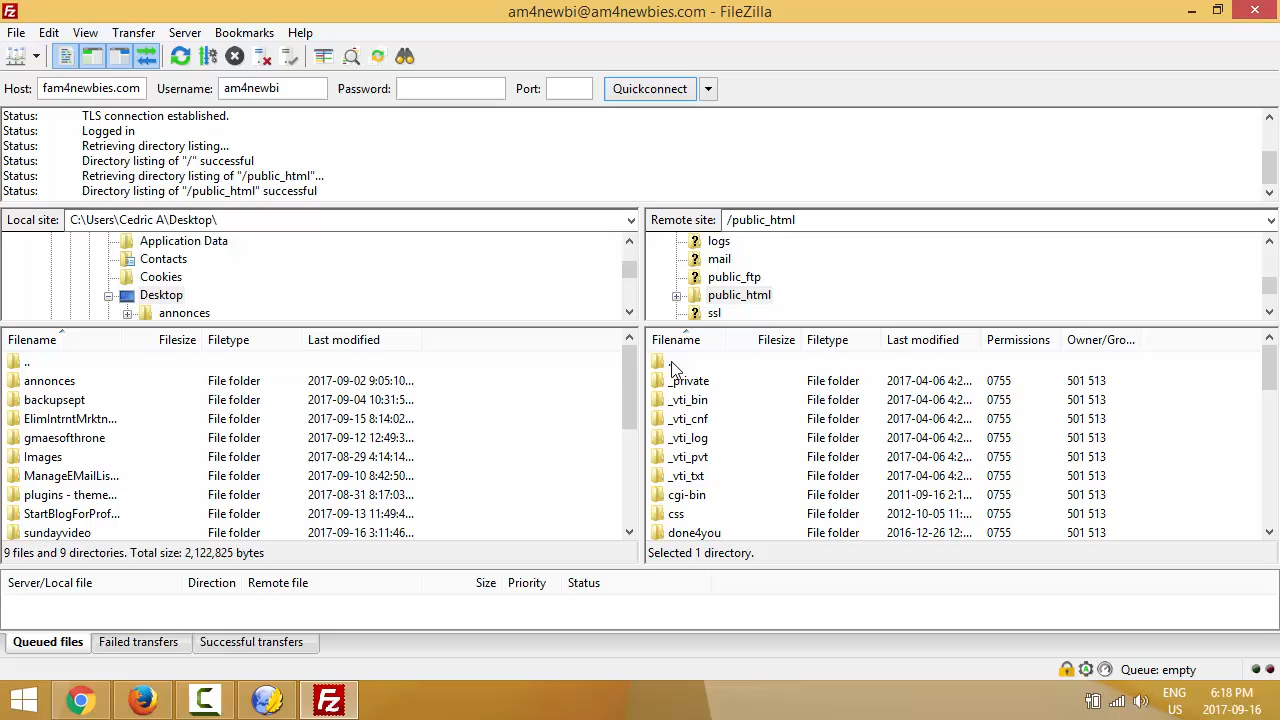 am4newbi@am4newbies.com - FileZilla
File Edit View Transfer Server Bookmarks Help
Host: fam4newbies.com Username: am4newbi Password: Port: Quickconnect
Status: TLS connection established.
Status: Logged in
Status: Retrieving directory listing...
Status: Directory listing of "/" successful
Status: Retrieving directory listing of "/public_html"...
Status: Directory listing of "/public_html" successful
Local site: C:\Users\Cedric A\Desktop\
Application Data
Contacts
Cookies
Desktop
annonces
Remote site: /public_html
logs
mail
public_ftp
public_html
ssl
Filename Filesize Filetype Last modified
..
annonces File folder 2017-09-02 9:05:10...
backupsept File folder 2017-09-04 10:31:5...
ElimIntrntMrktn... File folder 2017-09-15 8:14:02...
gmaesofthrone File folder 2017-09-12 12:49:3...
Images File folder 2017-08-29 4:14:14...
ManageEMailLis... File folder 2017-09-10 8:42:50...
plugins - theme... File folder 2017-08-31 8:17:03...
StartBlogForProf... File folder 2017-09-13 11:49:4...
sundayvideo File folder 2017-09-16 3:11:46...
9 files and 9 directories. Total size: 2,122,825 bytes
Filename Filesize Filetype Last modified Permissions Owner/Gro...
_private File folder 2017-04-06 4:2... 0755 501 513
_vti_bin File folder 2017-04-06 4:2... 0755 501 513
_vti_cnf File folder 2017-04-06 4:2... 0755 501 513
_vti_log File folder 2017-04-06 4:2... 0755 501 513
_vti_pvt File folder 2017-04-06 4:2... 0755 501 513
_vti_txt File folder 2017-04-06 4:2... 0755 501 513
cgi-bin File folder 2011-09-16 2:1... 0755 501 513
css File folder 2012-10-05 11:... 0755 501 513
done4you File folder 2016-12-26 12:... 0755 501 513
Selected 1 directory.
Server/Local file Direction Remote file Size Priority Status
Queued files Failed transfers Successful transfers
Queue: empty
ENG 6:18 PM
US 2017-09-16